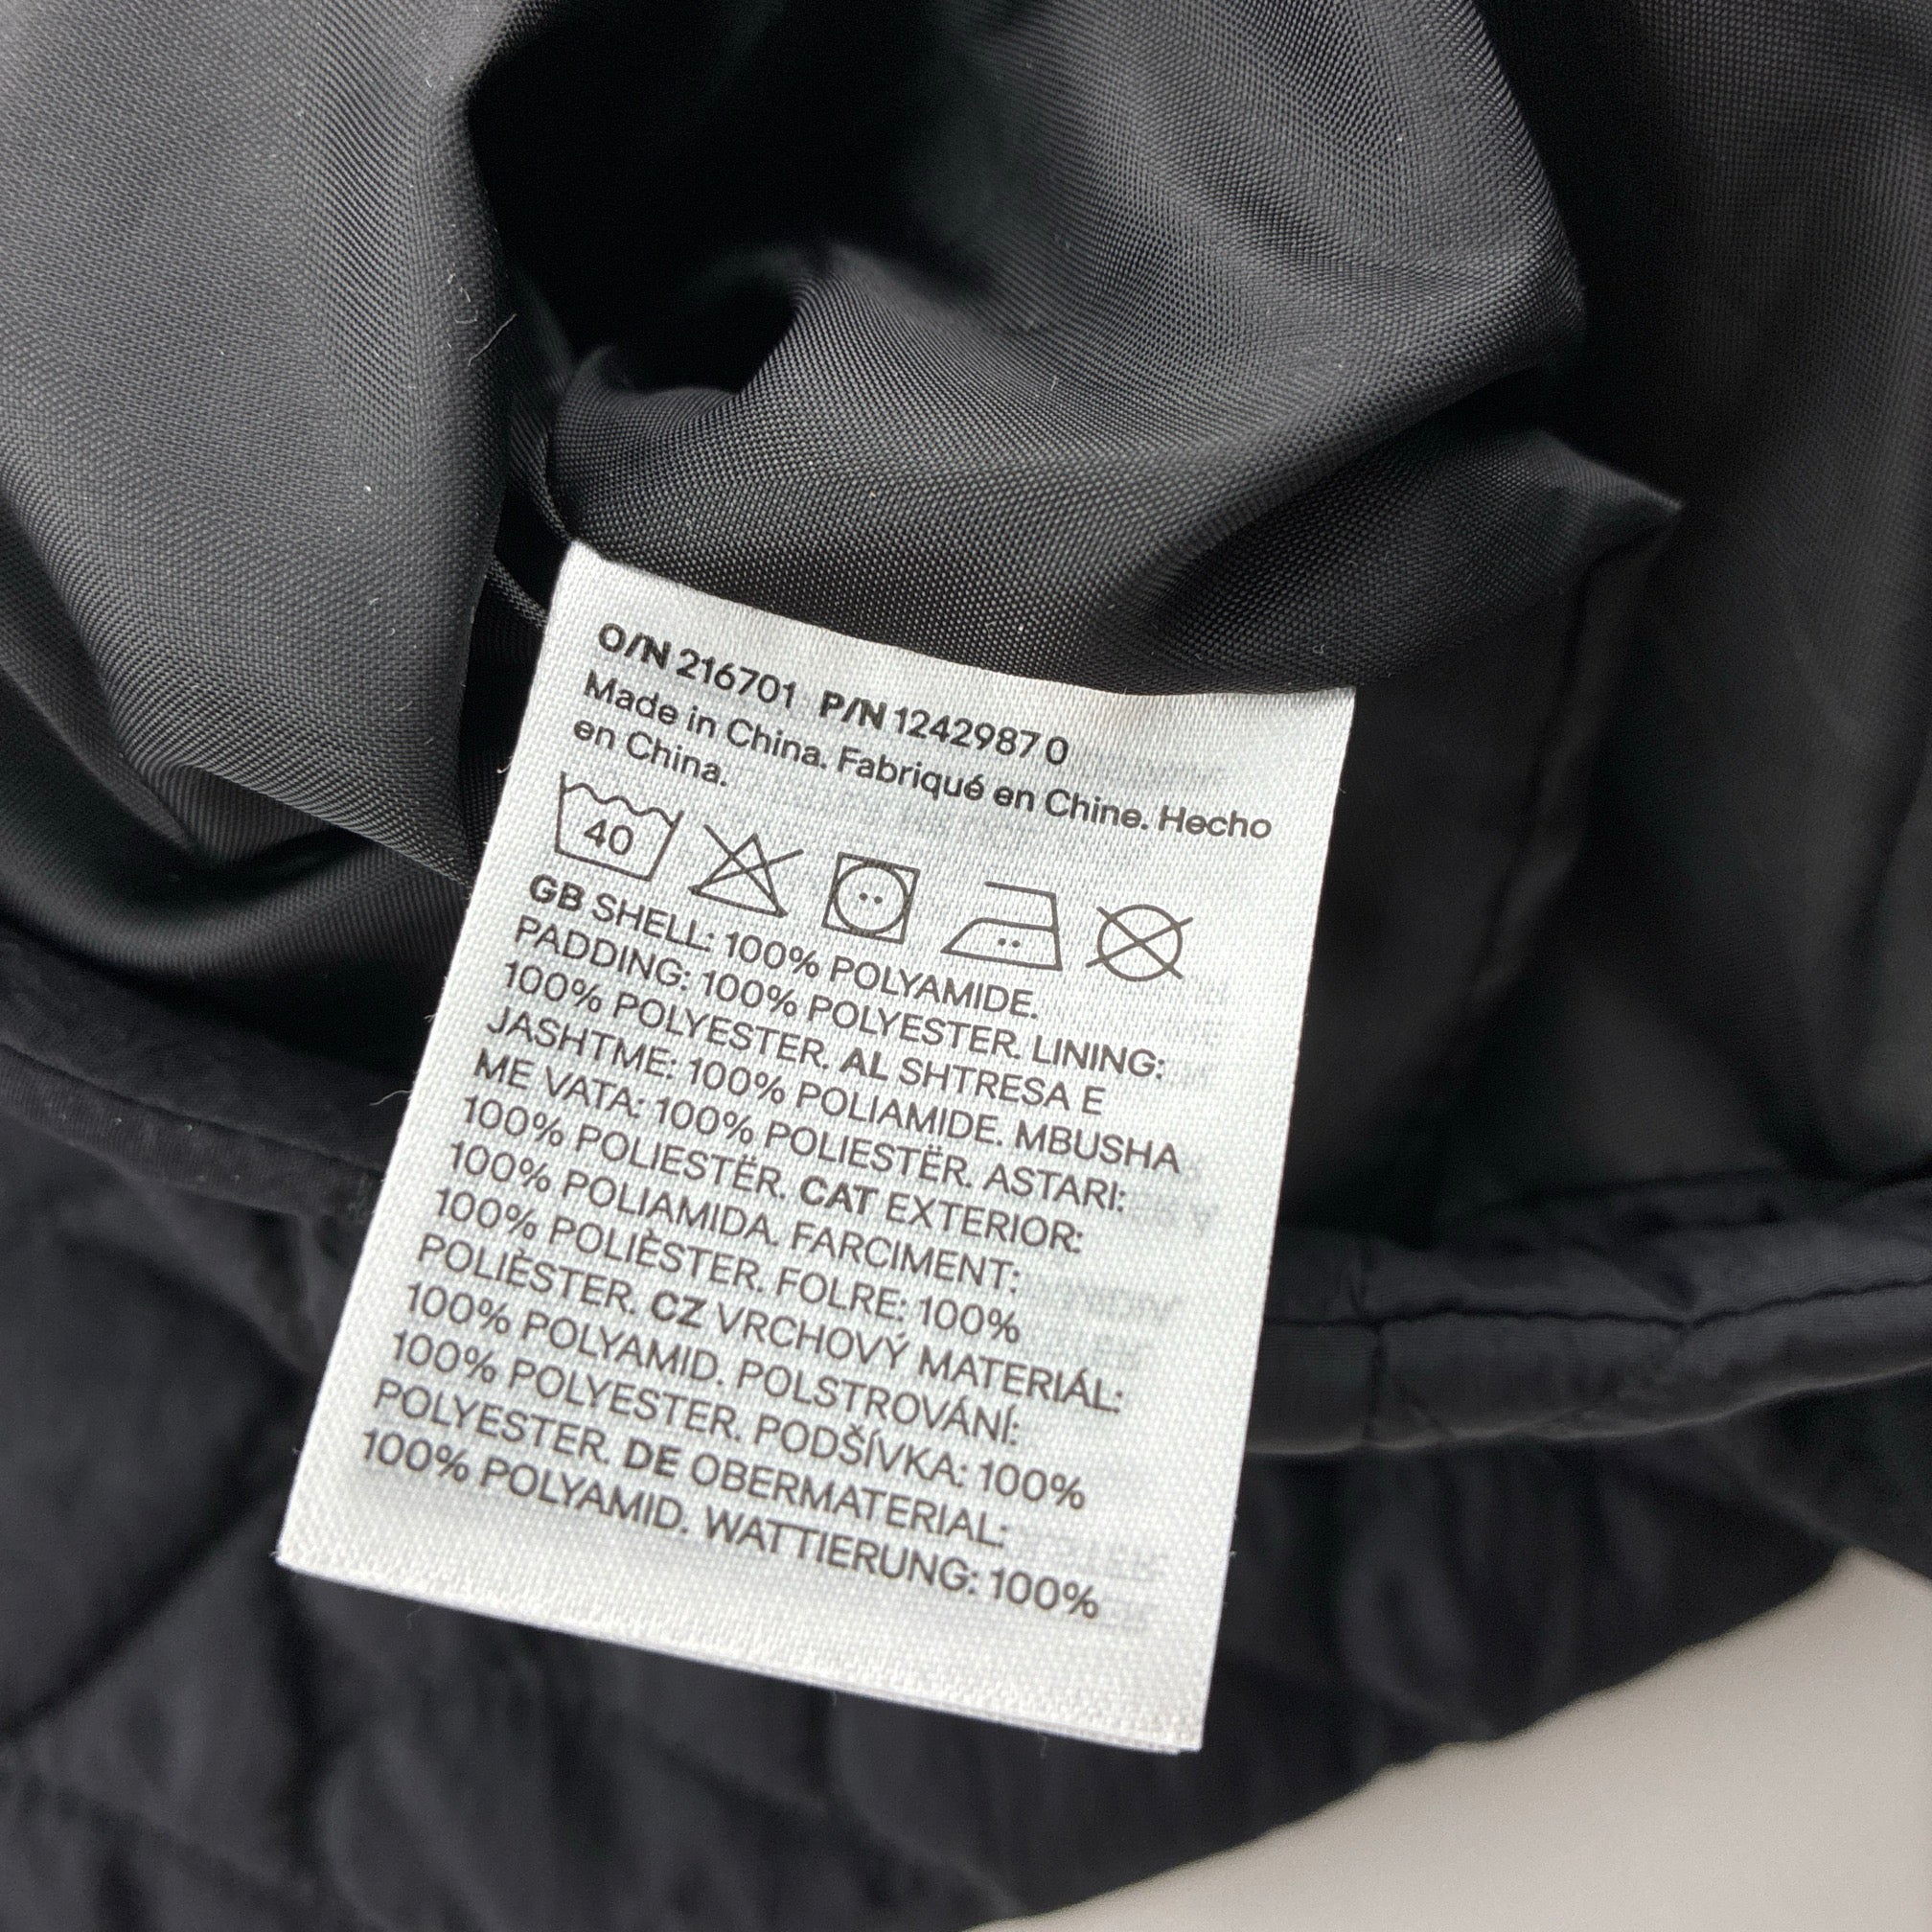 O/N 216701 P/N 1242987 0
Made in China. Fabriqué en Chine. Hecho
en China.
40
GB SHELL: 100% POLYAMIDE.
PADDING: 100% POLYESTER. LINING:
100% POLYESTER. AL SHTRESA E
JASHTME: 100% POLIAMIDE. MBUSHA
ME VATA: 100% POLIESTËR. ASTARI:
100% POLIESTËR. CAT EXTERIOR:
100% POLIAMIDA. FARCIMENT:
100% POLIÈSTER. FOLRE: 100%
POLIÈSTER. CZ VRCHOVÝ MATERIÁL:
100% POLYAMID. POLSTROVÁNÍ:
100% POLYESTER. PODŠÍVKA: 100%
POLYESTER. DE OBERMATERIAL:
100% POLYAMID. WATTIERUNG: 100%